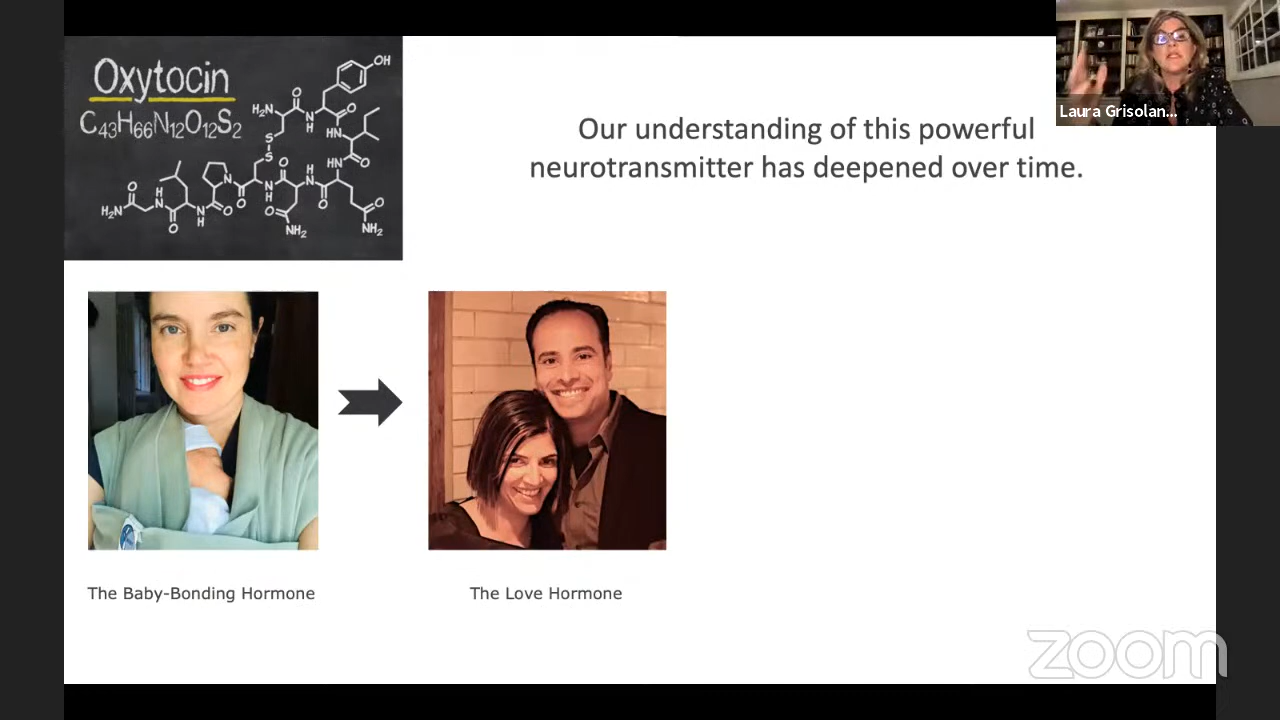 Oxytocin
C43H66N12O12S2
OH
H2N
O
N
H
O
HN
S
S
O
HN
O
O
H
N
O
H2N
O
H
N
O
N
H
O
N
O
N
H
O
NH2
O
NH2
Our understanding of this powerful
neurotransmitter has deepened over time.
Laura Grisolan...
The Baby-Bonding Hormone
The Love Hormone
zoom